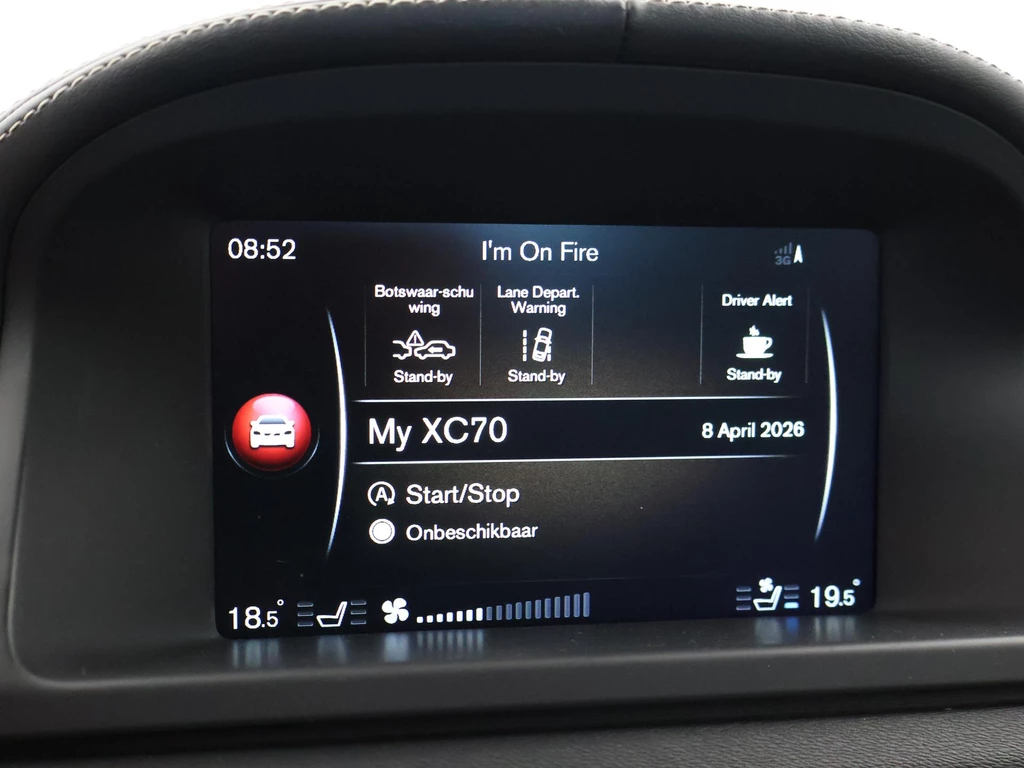 08:52
I'm On Fire
3G
Botswaar-schu
wing
Stand-by
Lane Depart.
Warning
Stand-by
Driver Alert
Stand-by
My XC70
8 April 2026
A Start/Stop
Onbeschikbaar
18.5°
19.5°